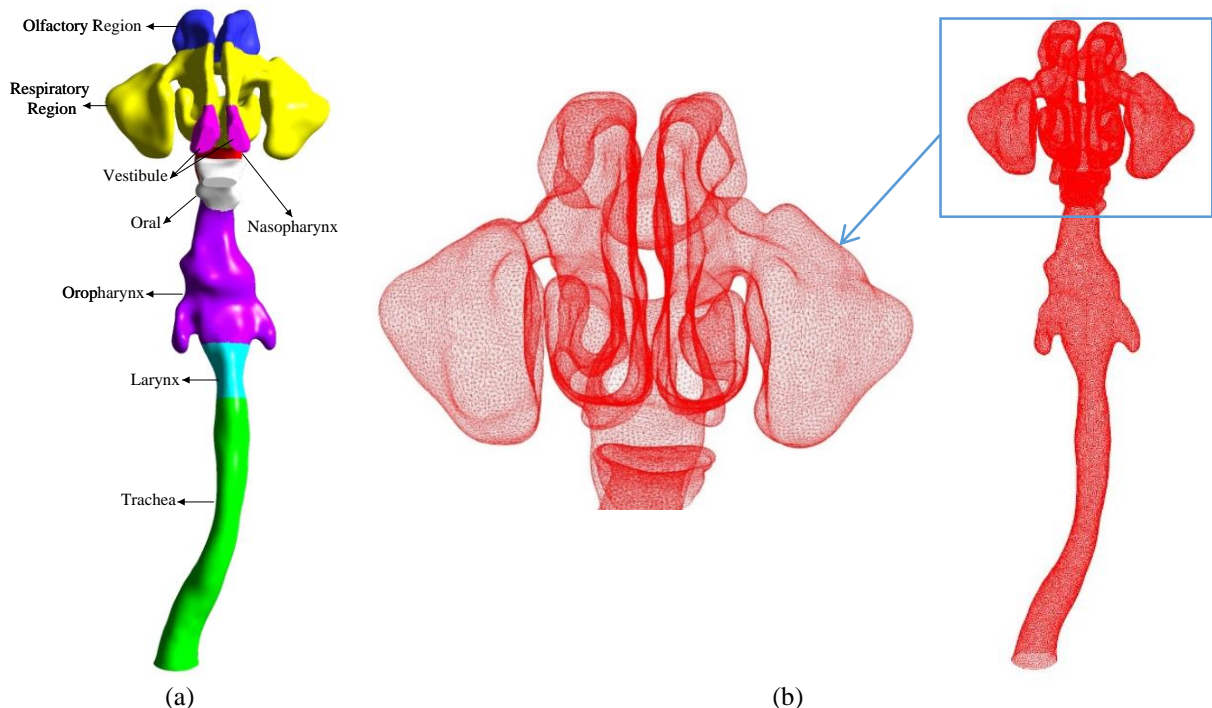 Olfactory Region
Respiratory
Region
Vestibule
Oral
Nasopharynx
Oropharynx
Larynx
Trachea
(a)
(b)